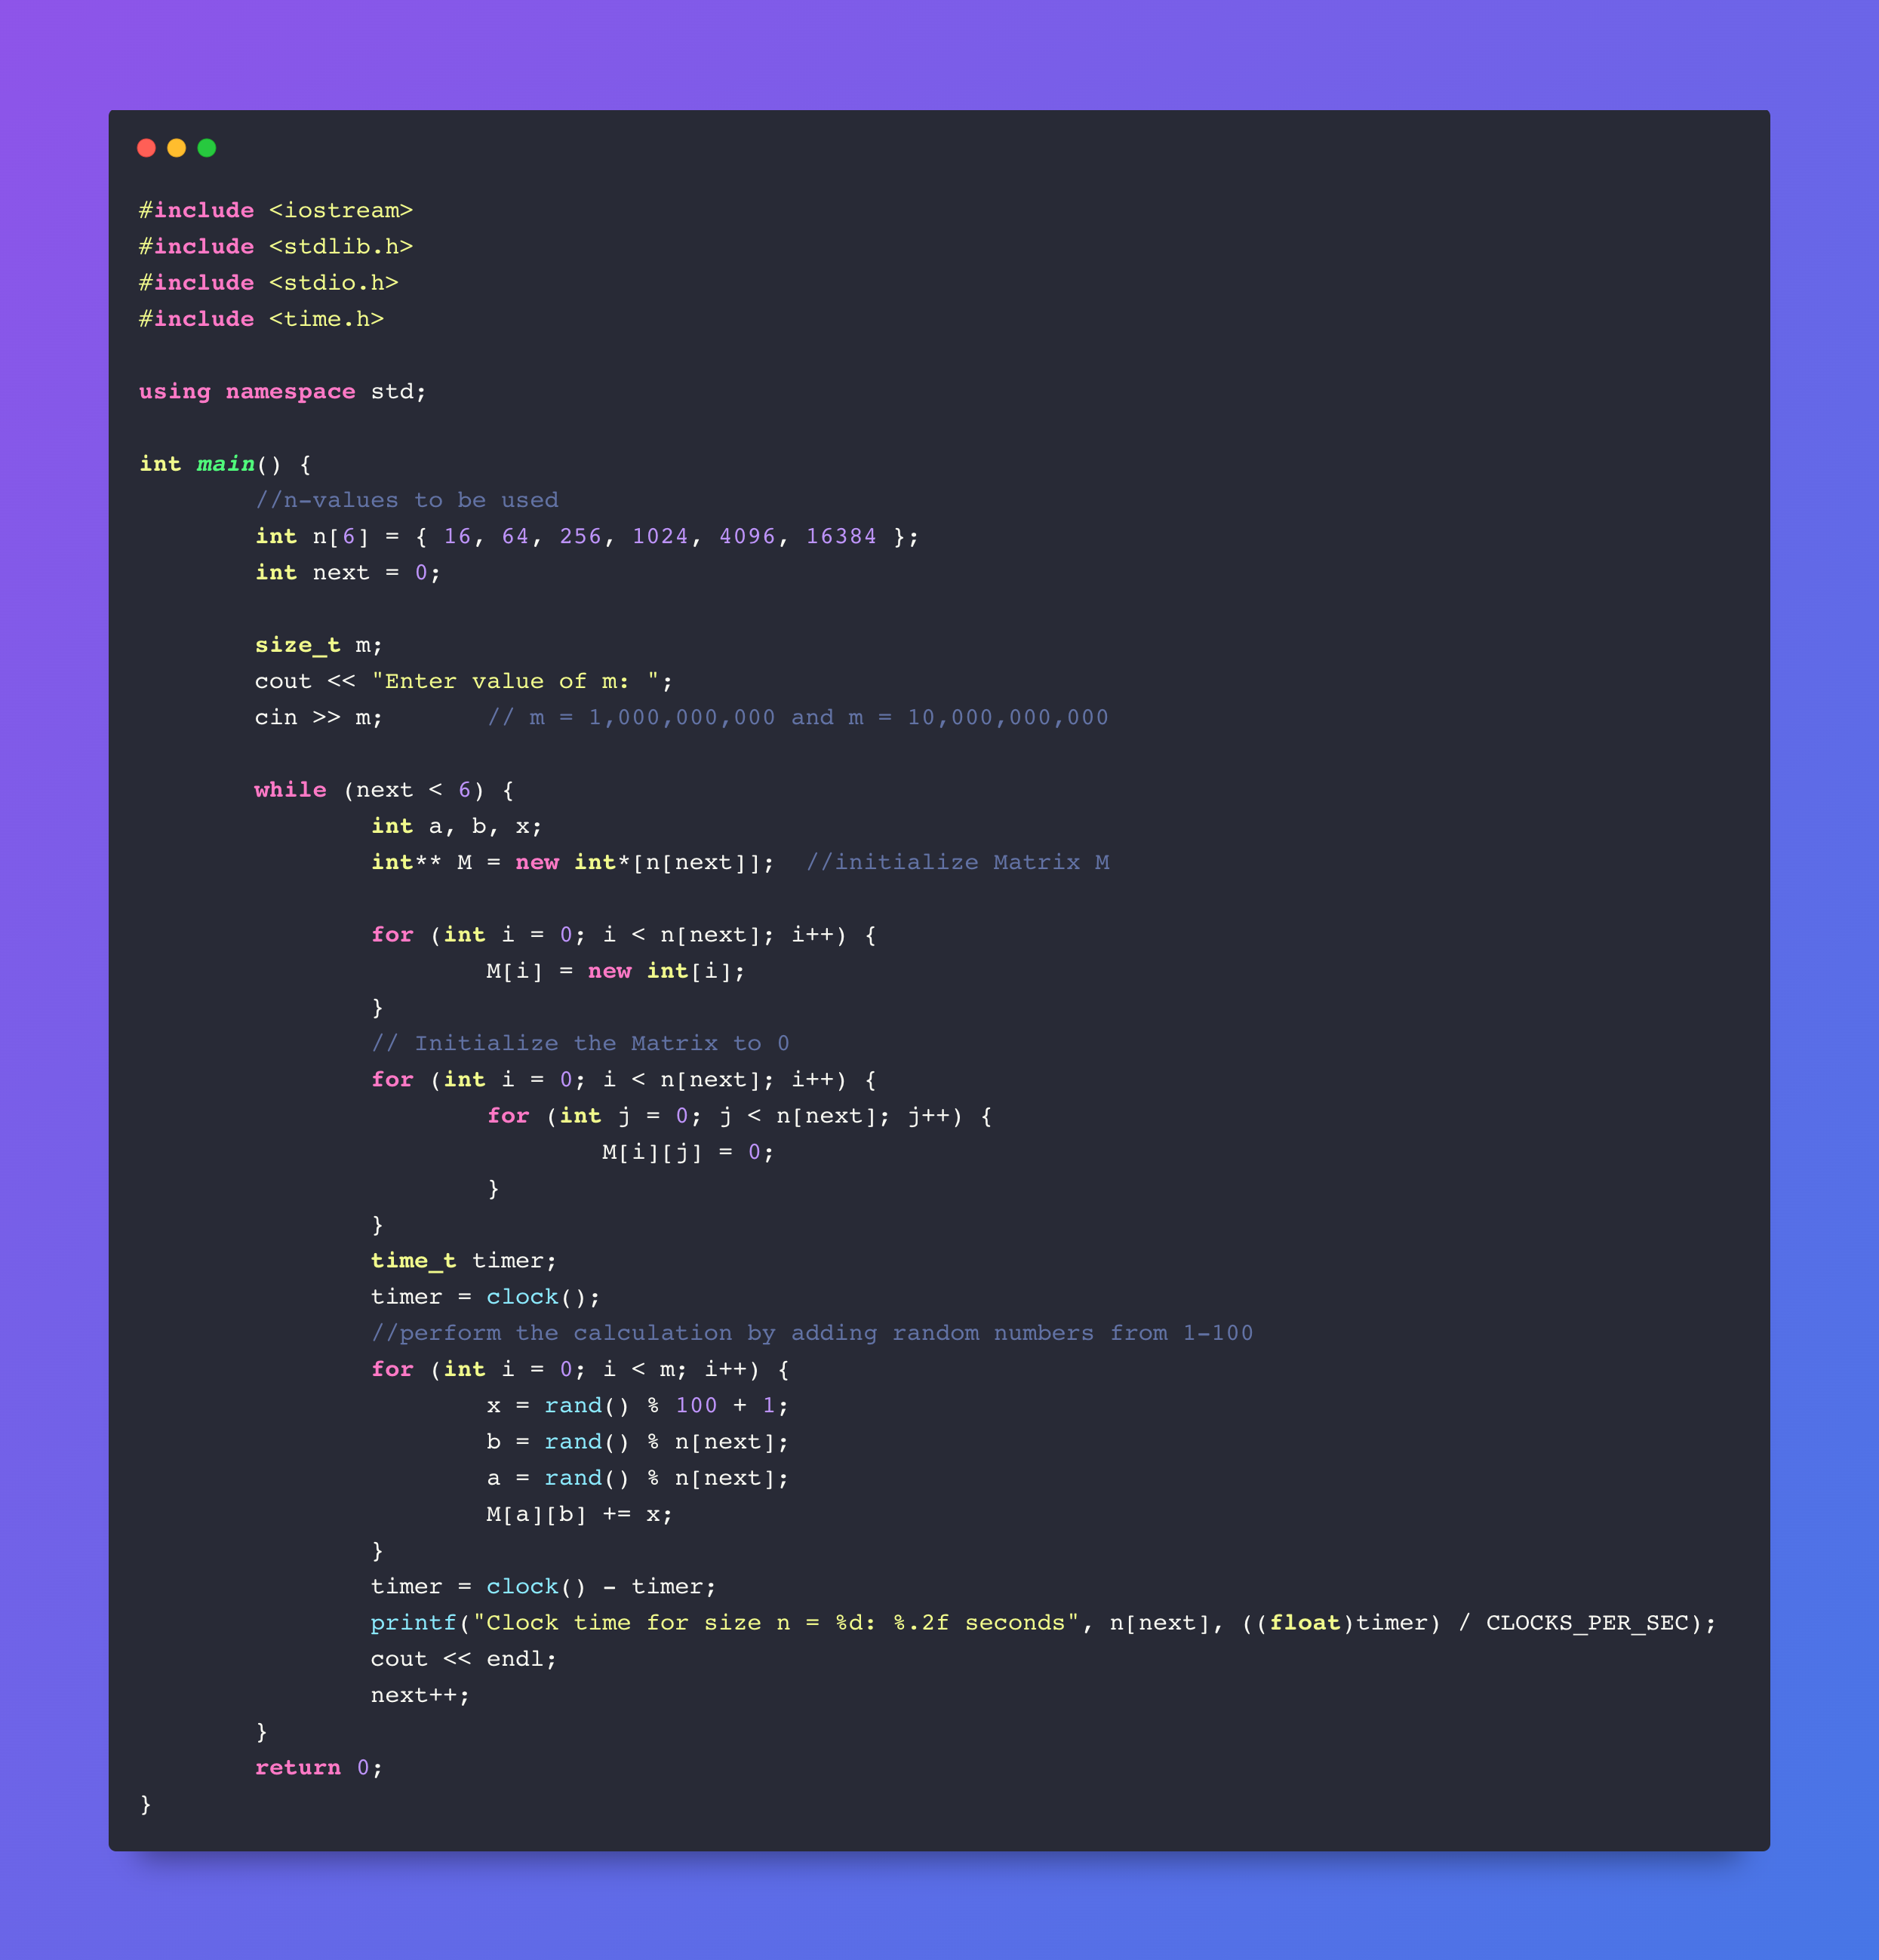 #include <iostream>
#include <stdlib.h>
#include <stdio.h>
#include <time.h>

using namespace std;

int main() {
        //n-values to be used
        int n[6] = { 16, 64, 256, 1024, 4096, 16384 };
        int next = 0;

        size_t m;
        cout << "Enter value of m: ";
        cin >> m;       // m = 1,000,000,000 and m = 10,000,000,000

        while (next < 6) {
                int a, b, x;
                int** M = new int*[n[next]];  //initialize Matrix M

                for (int i = 0; i < n[next]; i++) {
                        M[i] = new int[i];
                }
                // Initialize the Matrix to 0
                for (int i = 0; i < n[next]; i++) {
                        for (int j = 0; j < n[next]; j++) {
                                M[i][j] = 0;
                        }
                }
                time_t timer;
                timer = clock();
                //perform the calculation by adding random numbers from 1-100
                for (int i = 0; i < m; i++) {
                        x = rand() % 100 + 1;
                        b = rand() % n[next];
                        a = rand() % n[next];
                        M[a][b] += x;
                }
                timer = clock() - timer;
                printf("Clock time for size n = %d: %.2f seconds", n[next], ((float)timer) / CLOCKS_PER_SEC);
                cout << endl;
                next++;
        }
        return 0;
}